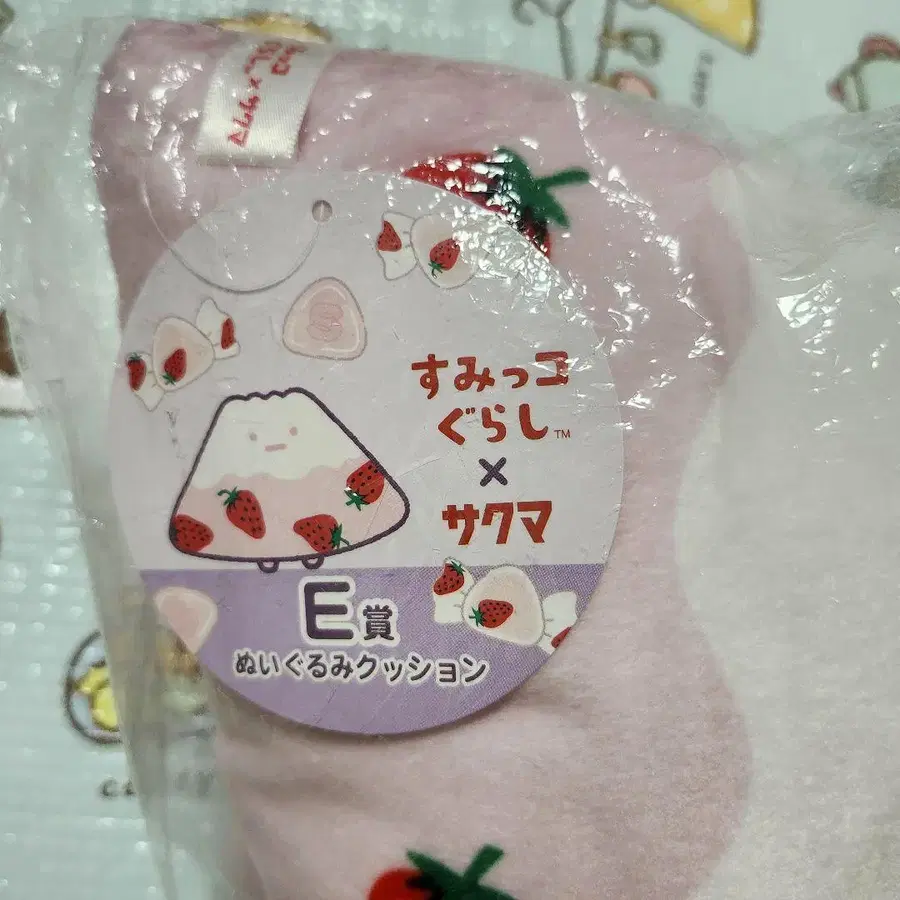 すみっコ
ぐらし™
×
サクマ
E賞
ぬいぐるみクッション